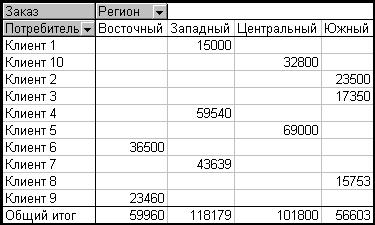 Заказ Регион
Потребитель Восточный Западный Центральный Южный
Клиент 1 15000
Клиент 10 32800
Клиент 2 23500
Клиент 3 17350
Клиент 4 59540
Клиент 5 69000
Клиент 6 36500
Клиент 7 43639
Клиент 8 15753
Клиент 9 23460
Общий итог 59960 118179 101800 56603